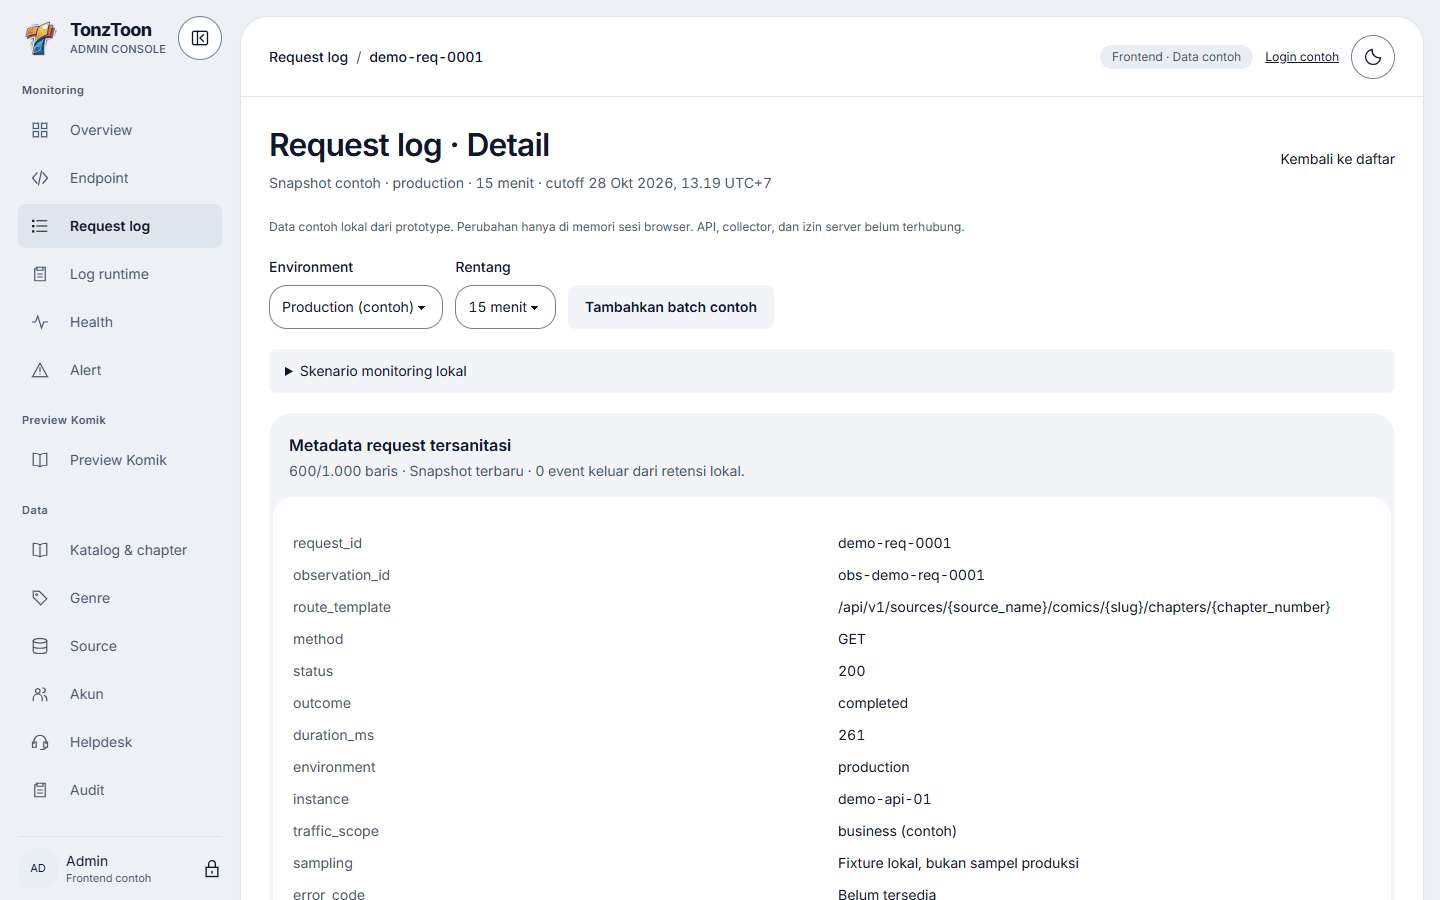 TonzToon
ADMIN CONSOLE
Monitoring
Overview
Endpoint
Request log
Log runtime
Health
Alert
Preview Komik
Preview Komik
Data
Katalog & chapter
Genre
Source
Akun
Helpdesk
Audit
AD
Admin
Frontend contoh
Request log / demo-req-0001
Frontend · Data contoh
Login contoh
Request log · Detail
Snapshot contoh · production · 15 menit · cutoff 28 Okt 2026, 13.19 UTC+7
Kembali ke daftar
Data contoh lokal dari prototype. Perubahan hanya di memori sesi browser. API, collector, dan izin server belum terhubung.
Environment
Rentang
Production (contoh)
15 menit
Tambahkan batch contoh
Skenario monitoring lokal
Metadata request tersanitasi
600/1.000 baris · Snapshot terbaru · 0 event keluar dari retensi lokal.
request_id demo-req-0001
observation_id obs-demo-req-0001
route_template /api/v1/sources/{source_name}/comics/{slug}/chapters/{chapter_number}
method GET
status 200
outcome completed
duration_ms 261
environment production
instance demo-api-01
traffic_scope business (contoh)
sampling Fixture lokal, bukan sampel produksi
error_code Belum tersedia